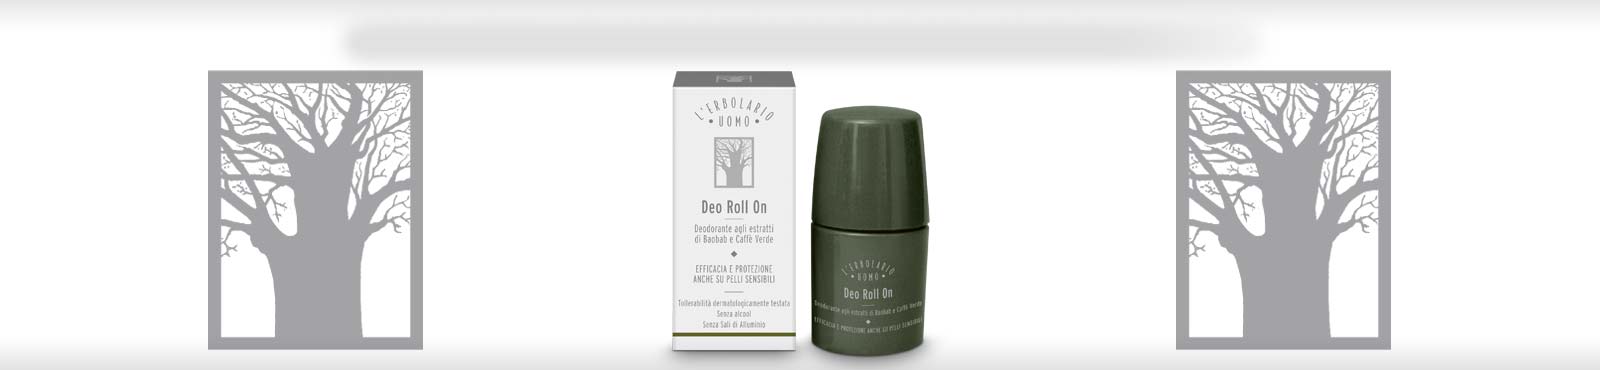 L'ERBOLARIO
• UOMO •
Deo Roll On
Deodorante agli estratti
di Baobab e Caffè Verde
EFFICACIA E PROTEZIONE
ANCHE SU PELLI SENSIBILI
Tollerabilità dermatologicamente testata
Senza alcool
Senza Sali di Alluminio
L'ERBOLARIO
• UOMO •
Deo Roll On
Deodorante agli estratti di Baobab e Caffè Verde
EFFICACIA E PROTEZIONE ANCHE SU PELLI SENSIBILI